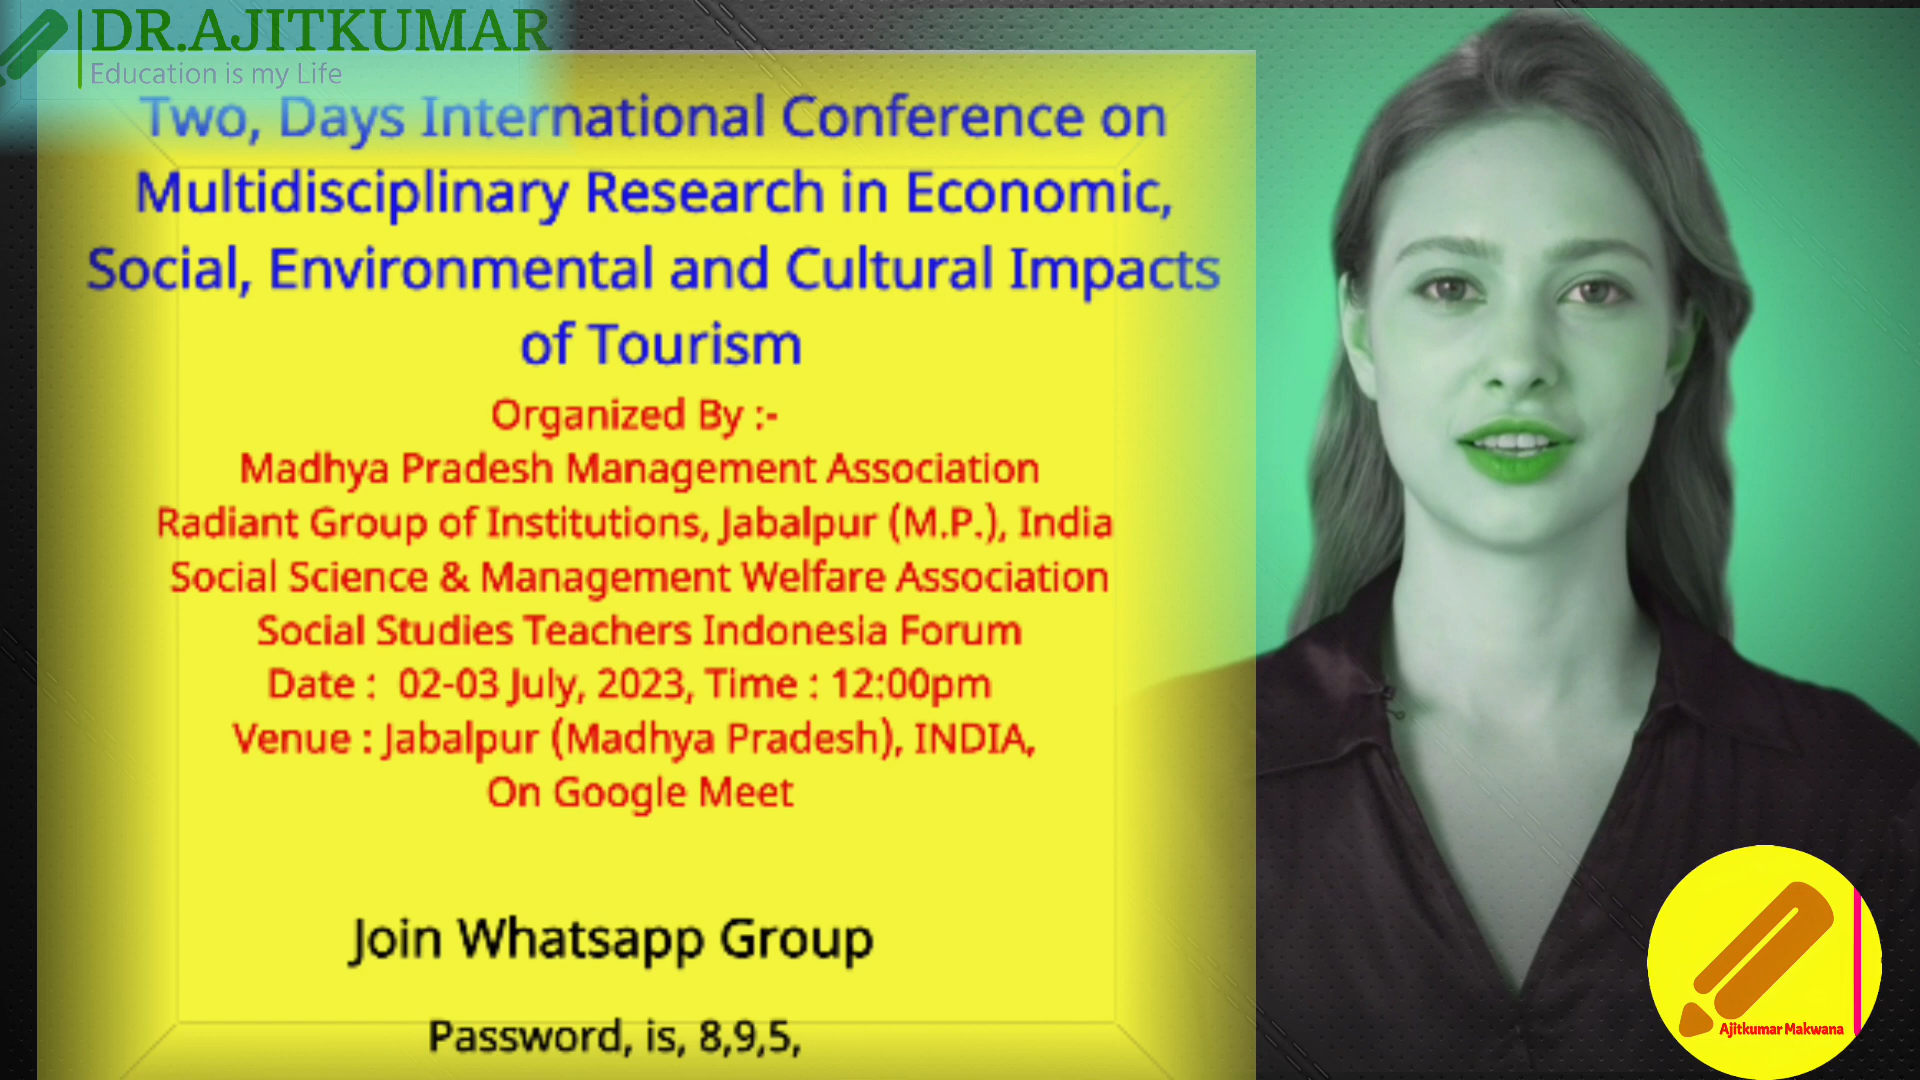 DR.AJITKUMAR
Education is my Life
Two, Days International Conference on
Multidisciplinary Research in Economic,
Social, Environmental and Cultural Impacts
of Tourism
Organized By :-
Madhya Pradesh Management Association
Radiant Group of Institutions, Jabalpur (M.P.), India
Social Science & Management Welfare Association
Social Studies Teachers Indonesia Forum
Date :  02-03 July, 2023, Time : 12:00pm
Venue : Jabalpur (Madhya Pradesh), INDIA,
On Google Meet
Join Whatsapp Group
Password, is, 8,9,5,
Ajitkumar Makwana